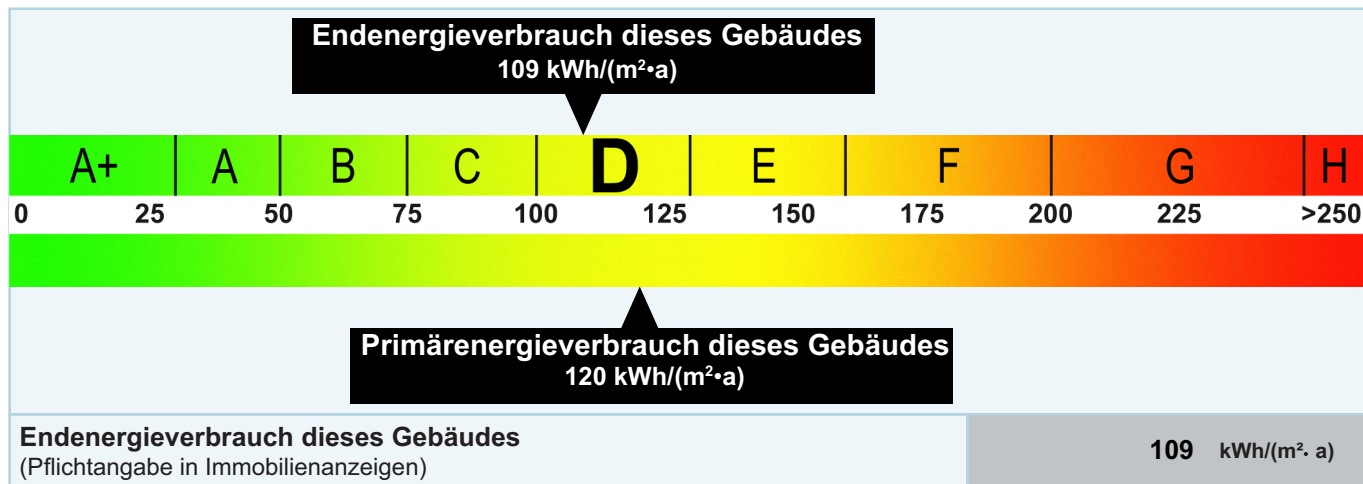 Endenergieverbrauch dieses Gebäudes
109 kWh/(m²•a)
A+ A B C D E F G H
0 25 50 75 100 125 150 175 200 225 >250
Primärenergieverbrauch dieses Gebäudes
120 kWh/(m²•a)
Endenergieverbrauch dieses Gebäudes
(Pflichtangabe in Immobilienanzeigen)
109 kWh/(m²· a)